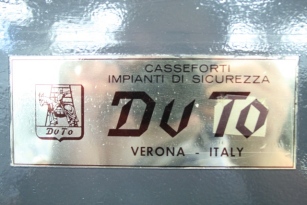 CASSEFORTI
IMPIANTI DI SICUREZZA
DuTo
DuTo
VERONA - ITALY